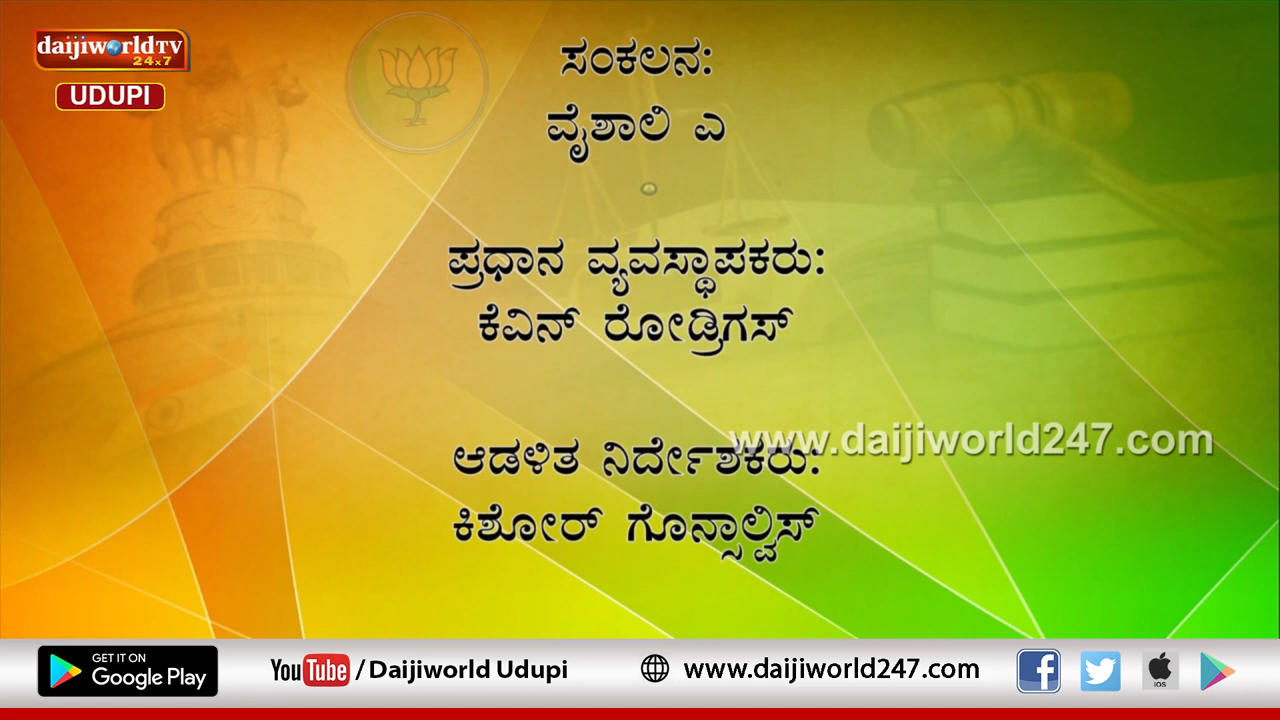 daijiworldTV
24x7
UDUPI
ಸಂಕಲನ:
ವೈಶಾಲಿ ಎ
ಪ್ರಧಾನ ವ್ಯವಸ್ಥಾಪಕರು:
ಕೆವಿನ್ ರೋಡ್ರಿಗಸ್
www.daijiworld247.com
ಆಡಳಿತ ನಿರ್ದೇಶಕರು:
ಕಿಶೋರ್ ಗೊನ್ಸಾಲ್ವಿಸ್
GET IT ON
Google Play
YouTube / Daijiworld Udupi
www.daijiworld247.com
iOS